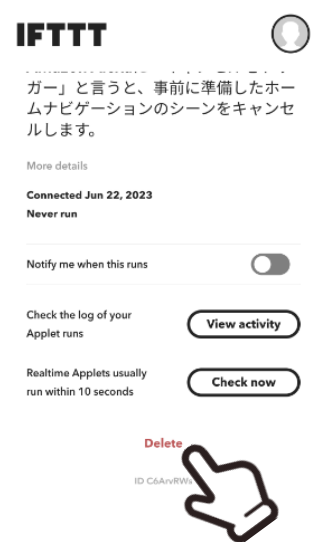 IFTTT
ガー」と言うと、事前に準備したホー
ムナビゲーションのシーンをキャンセ
ルします。
More details
Connected Jun 22, 2023
Never run
Notify me when this runs
Check the log of your
Applet runs
View activity
Realtime Applets usually
run within 10 seconds
Check now
Delete
ID C6ArvRWs